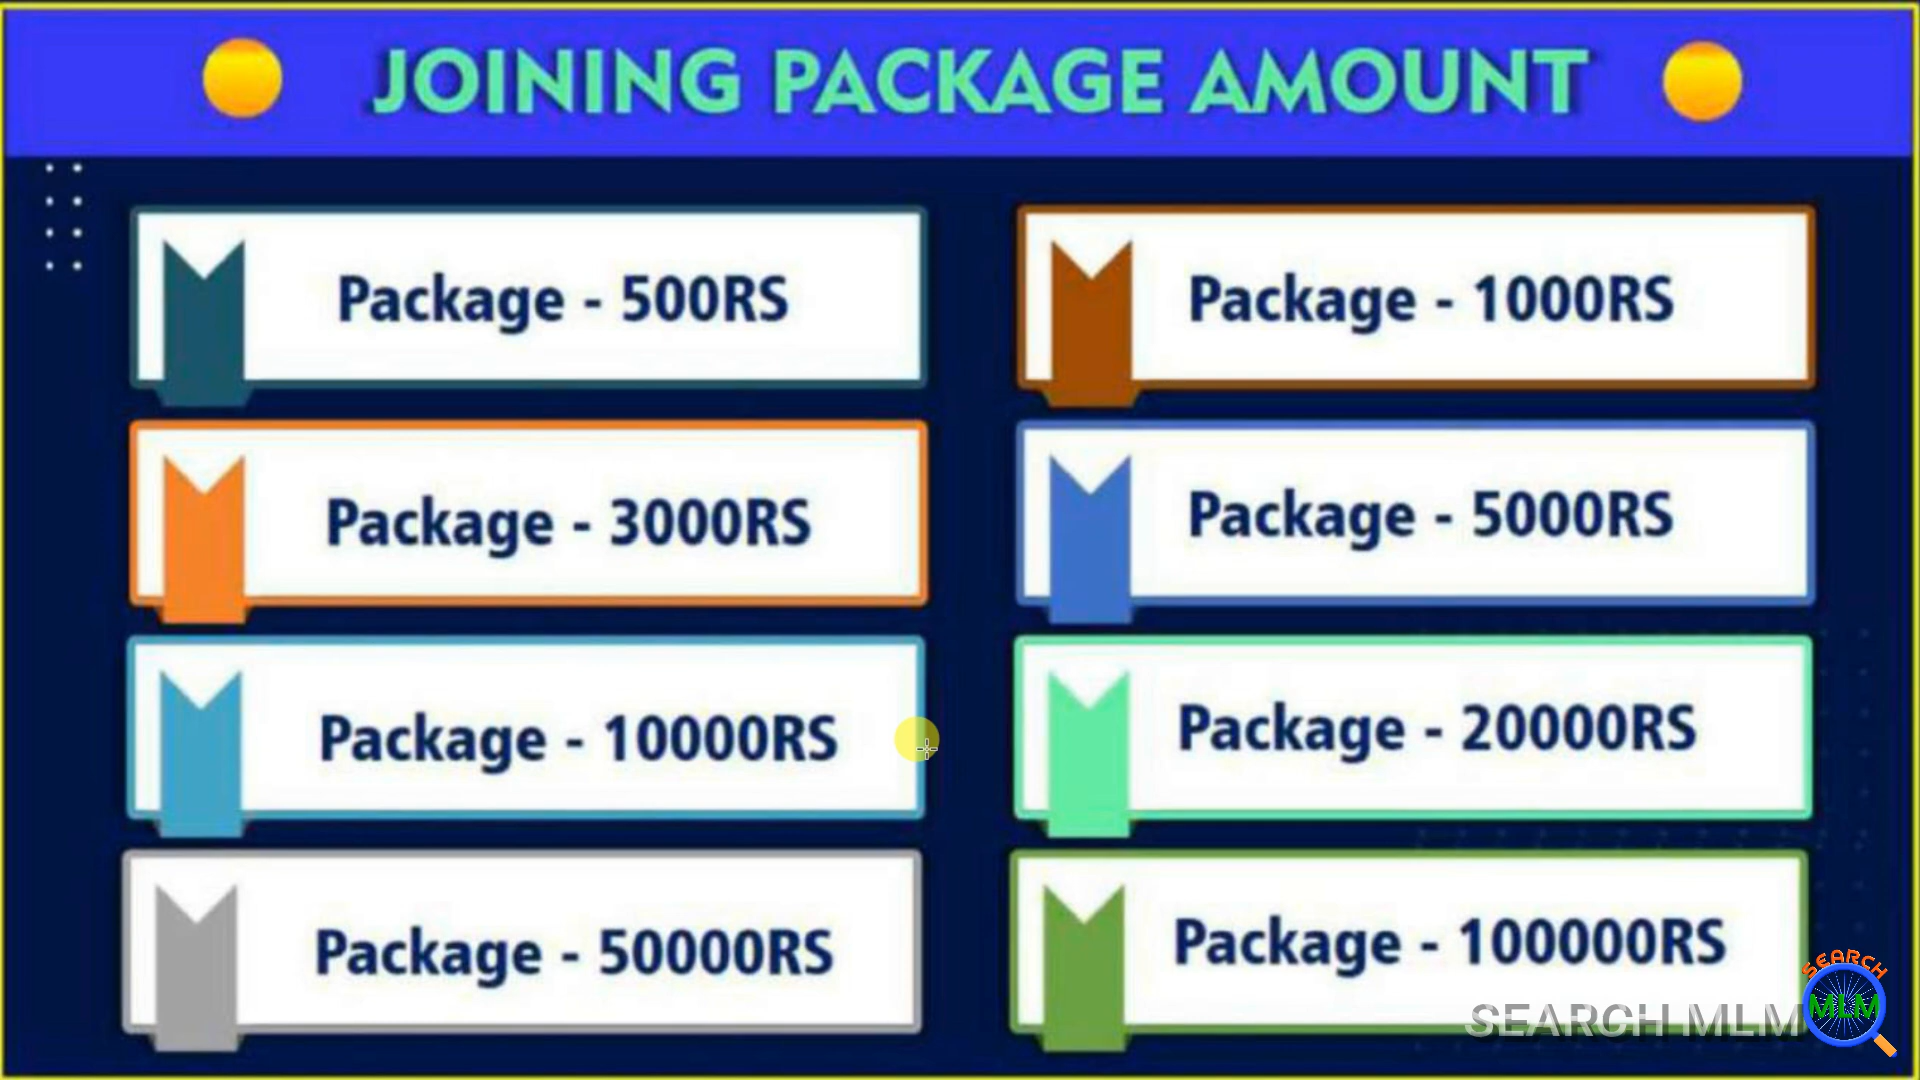 JOINING PACKAGE AMOUNT
Package - 500RS
Package - 1000RS
Package - 3000RS
Package - 5000RS
Package - 10000RS
Package - 20000RS
Package - 50000RS
Package - 100000RS
SEARCH MLM
SEARCH
MLM